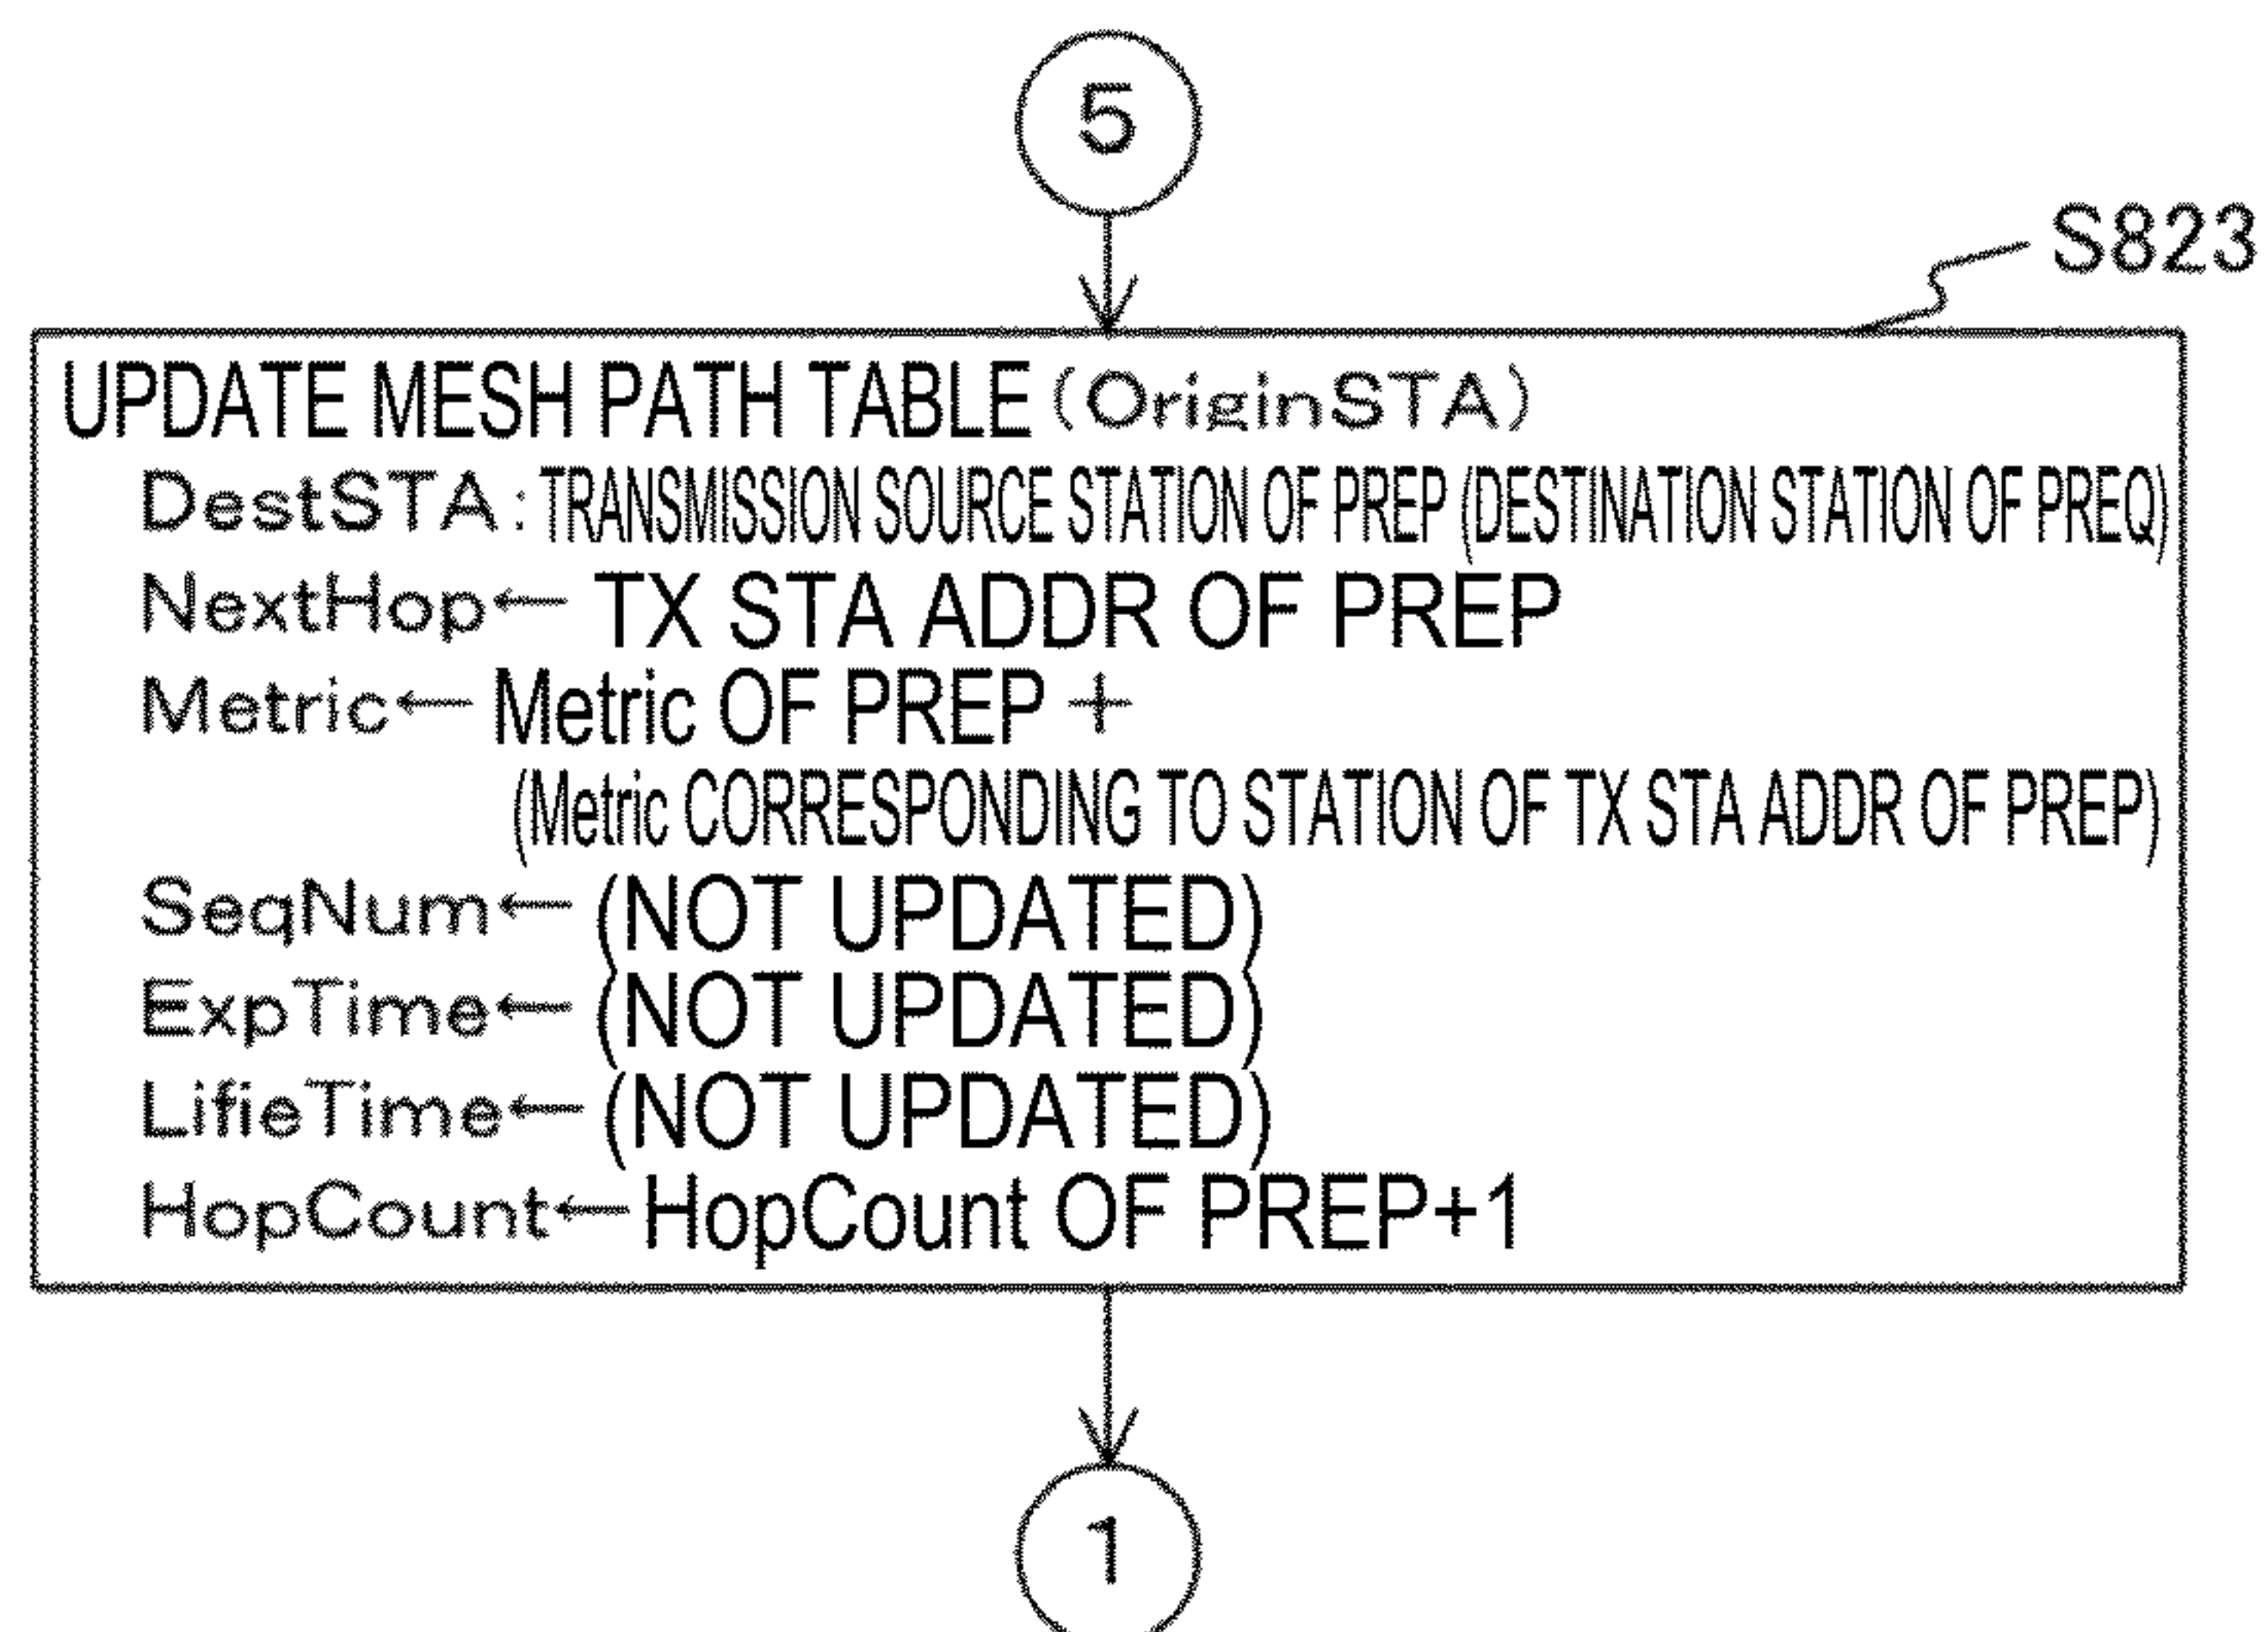 5
S823
UPDATE MESH PATH TABLE (OriginSTA)
DestSTA: TRANSMISSION SOURCE STATION OF PREP (DESTINATION STATION OF PREQ)
NextHop← TX STA ADDR OF PREP
Metric← Metric OF PREP +
(Metric CORRESPONDING TO STATION OF TX STA ADDR OF PREP)
SeqNum← (NOT UPDATED)
ExpTime← (NOT UPDATED)
LifieTime← (NOT UPDATED)
HopCount← HopCount OF PREP+1
1